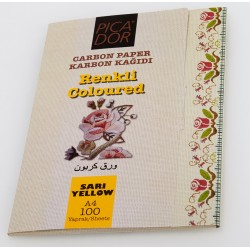 PICA
DOR
CARBON PAPER
KARBON KAĞIDI
Renkli
Coloured
ورق كربون
SARI
YELLOW
A4
100
Yaprak/Sheets